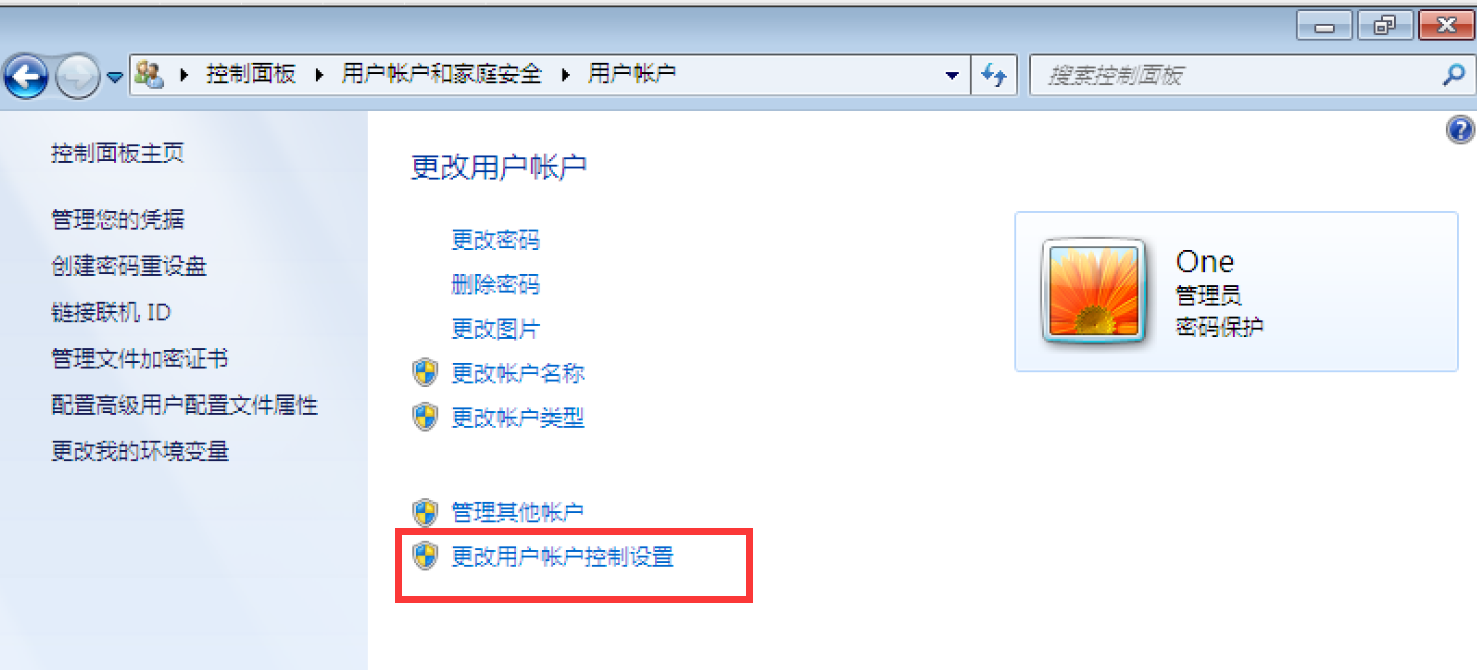 控制面板 用户帐户和家庭安全 用户帐户
搜索控制面板
控制面板主页
管理您的凭据
创建密码重设盘
链接联机 ID
管理文件加密证书
配置高级用户配置文件属性
更改我的环境变量
更改用户帐户
更改密码
删除密码
更改图片
更改帐户名称
更改帐户类型
管理其他帐户
更改用户帐户控制设置
One
管理员
密码保护